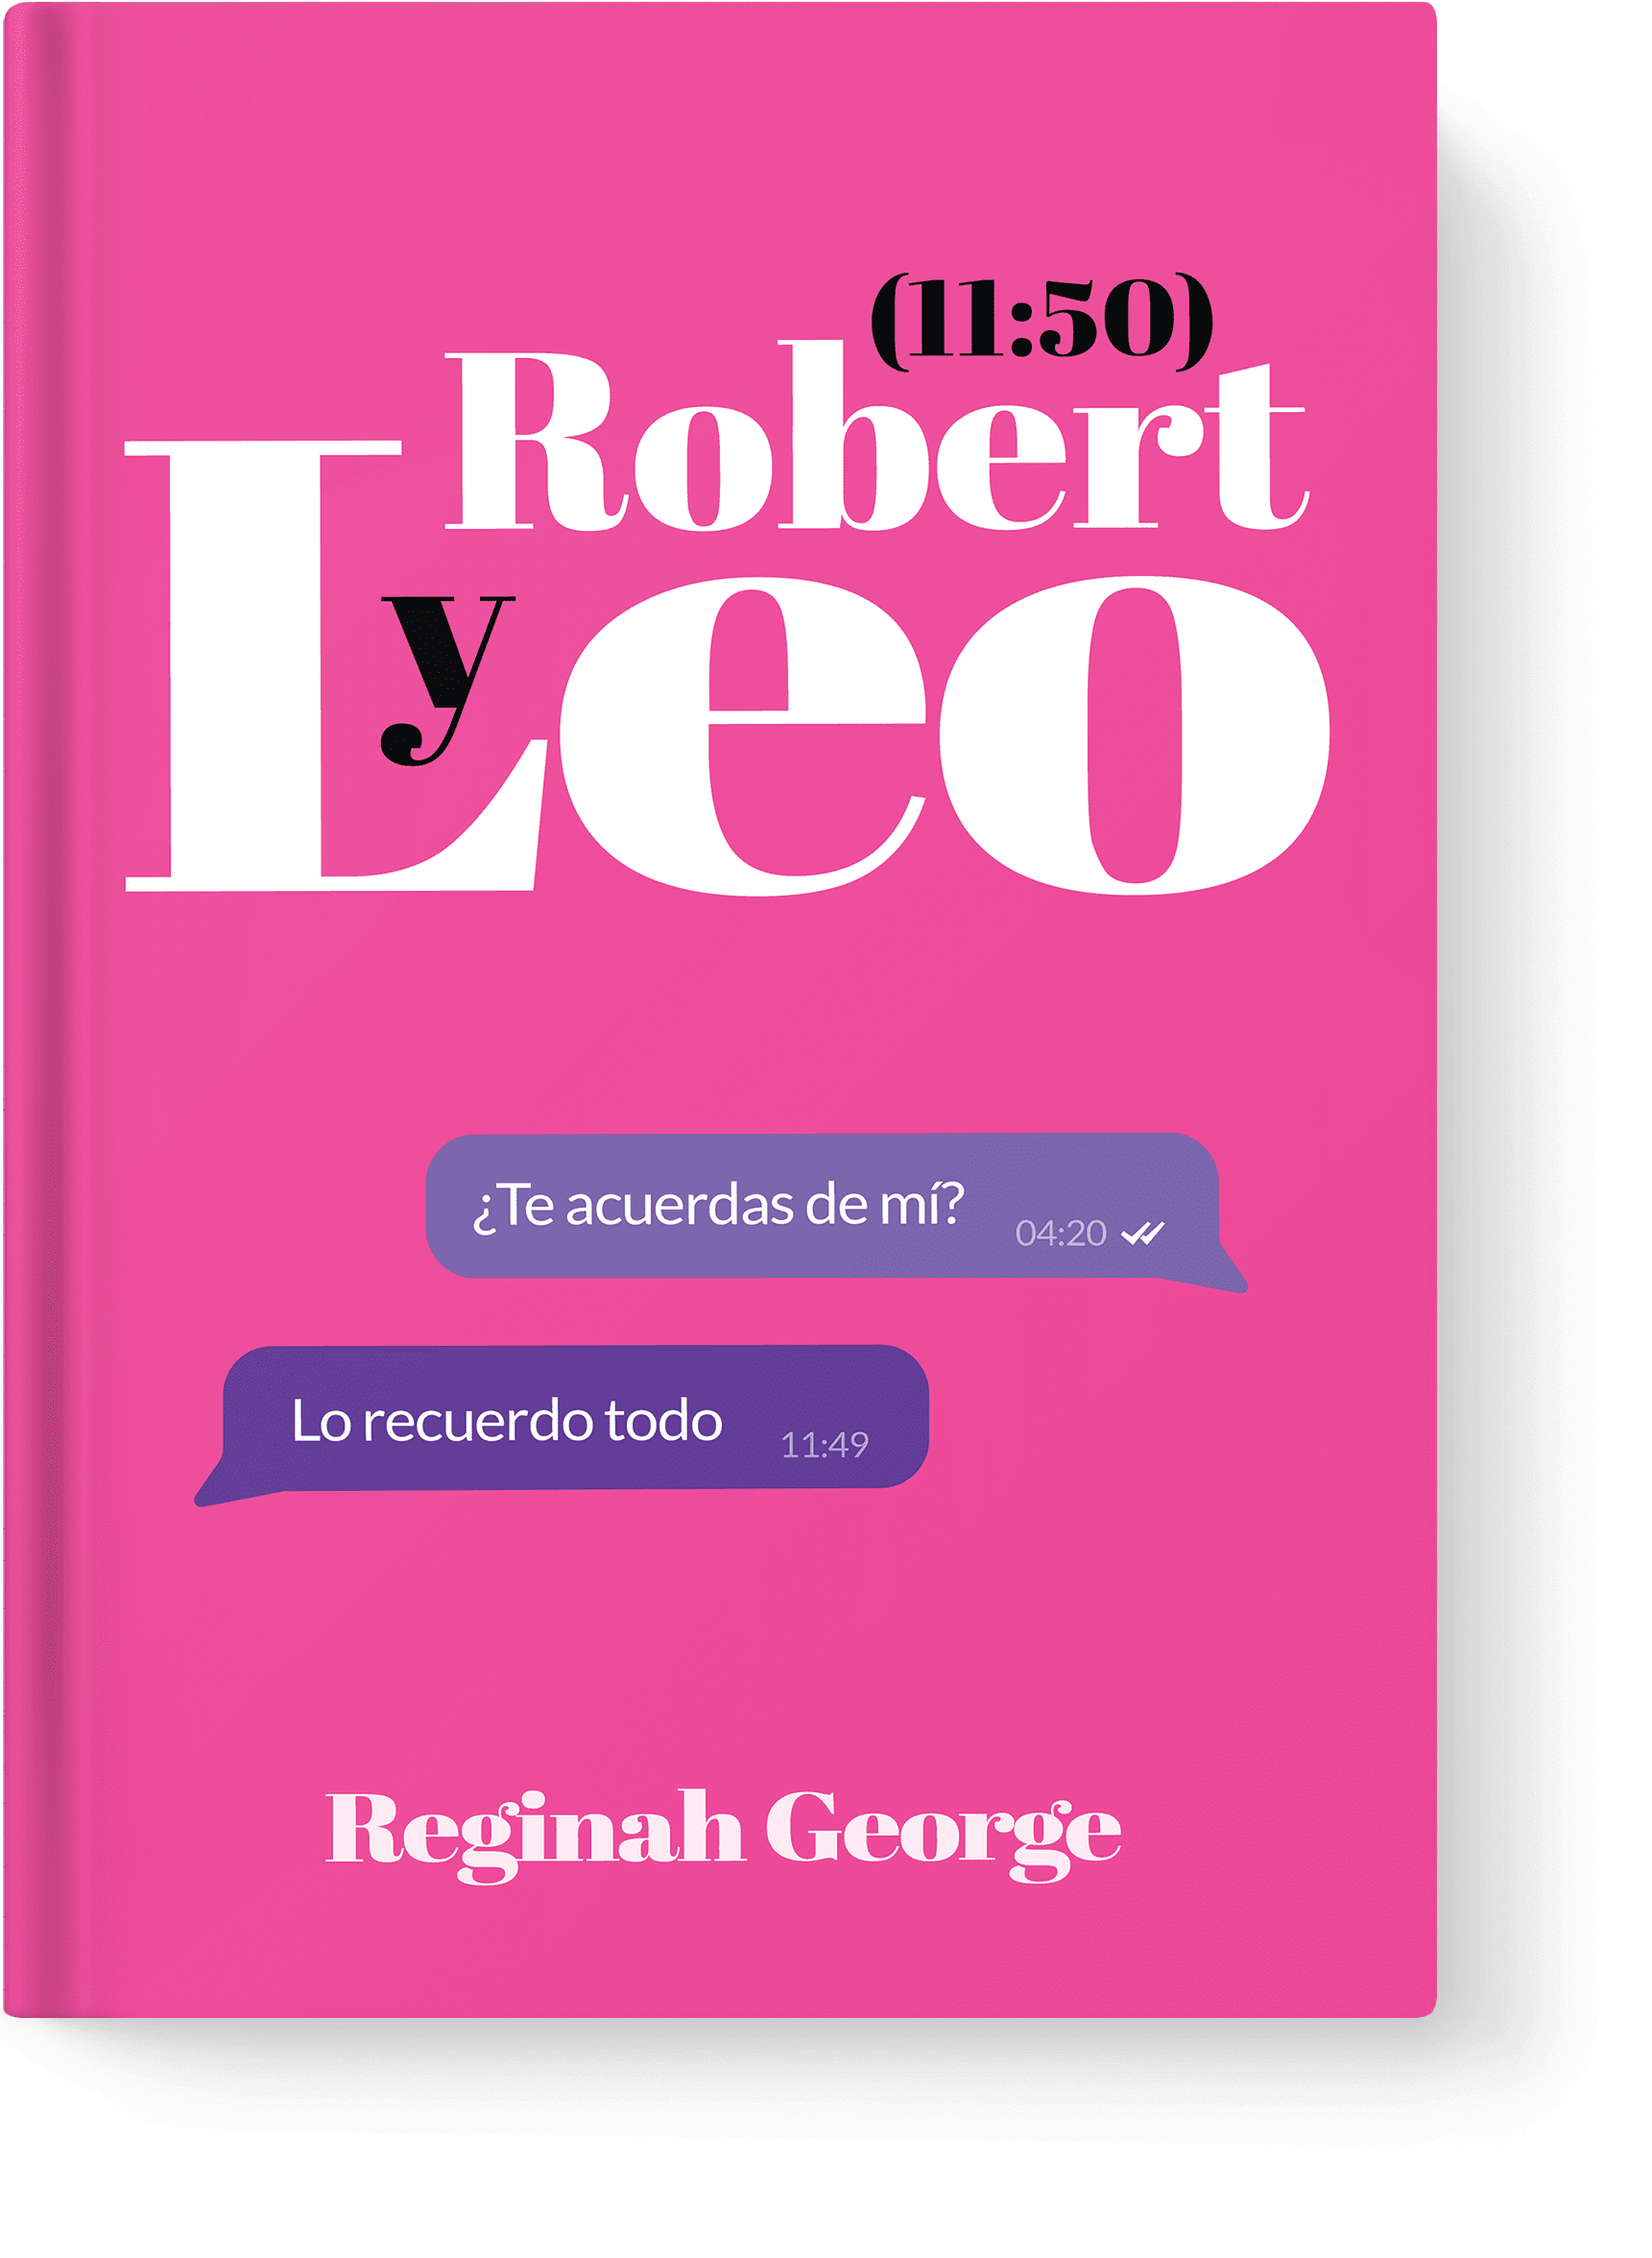 (11:50)
Robert
y
Leo
¿Te acuerdas de mí?
04:20
Lo recuerdo todo
11:49
Reginah George